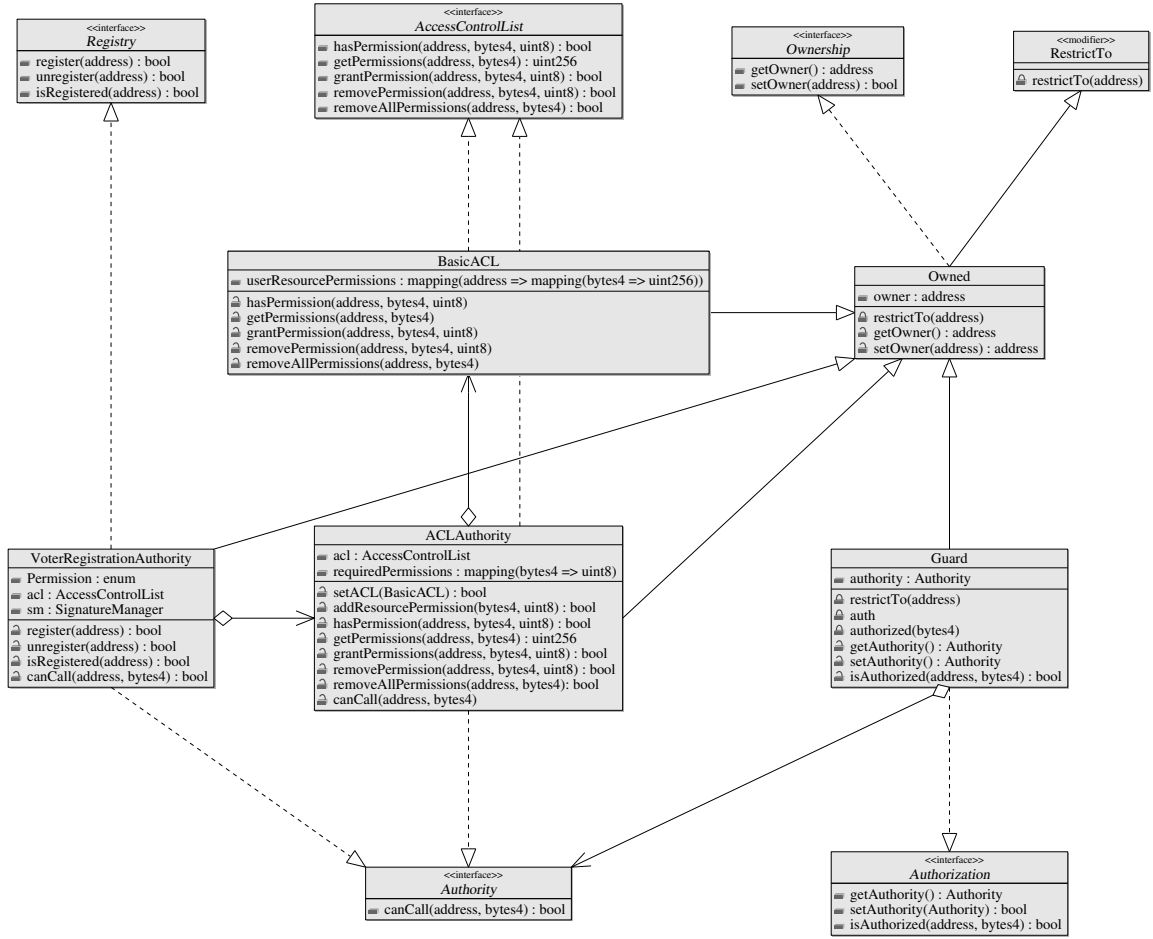 <<interface>>
Registry
register(address) : bool
unregister(address) : bool
isRegistered(address) : bool
<<interface>>
AccessControlList
hasPermission(address, bytes4, uint8) : bool
getPermissions(address, bytes4) : uint256
grantPermission(address, bytes4, uint8) : bool
removePermission(address, bytes4, uint8) : bool
removeAllPermissions(address, bytes4) : bool
<<interface>>
Ownership
getOwner() : address
setOwner(address) : bool
<<modifier>>
RestrictTo
restrictTo(address)
BasicACL
userResourcePermissions : mapping(address => mapping(bytes4 => uint256))
hasPermission(address, bytes4, uint8)
getPermissions(address, bytes4)
grantPermission(address, bytes4, uint8)
removePermission(address, bytes4, uint8)
removeAllPermissions(address, bytes4)
Owned
owner : address
restrictTo(address)
getOwner() : address
setOwner(address) : address
VoterRegistrationAuthority
Permission : enum
acl : AccessControlList
sm : SignatureManager
register(address) : bool
unregister(address) : bool
isRegistered(address) : bool
canCall(address, bytes4) : bool
ACLAuthority
acl : AccessControlList
requiredPermissions : mapping(bytes4 => uint8)
setACL(BasicACL) : bool
addResourcePermission(bytes4, uint8) : bool
hasPermission(address, bytes4, uint8) : bool
getPermissions(address, bytes4) : uint256
grantPermissions(address, bytes4, uint8) : bool
removePermission(address, bytes4, uint8) : bool
removeAllPermissions(address, bytes4): bool
canCall(address, bytes4)
Guard
authority : Authority
restrictTo(address)
auth
authorized(bytes4)
getAuthority() : Authority
setAuthority() : Authority
isAuthorized(address, bytes4) : bool
<<interface>>
Authority
canCall(address, bytes4) : bool
<<interface>>
Authorization
getAuthority() : Authority
setAuthority(Authority) : bool
isAuthorized(address, bytes4) : bool